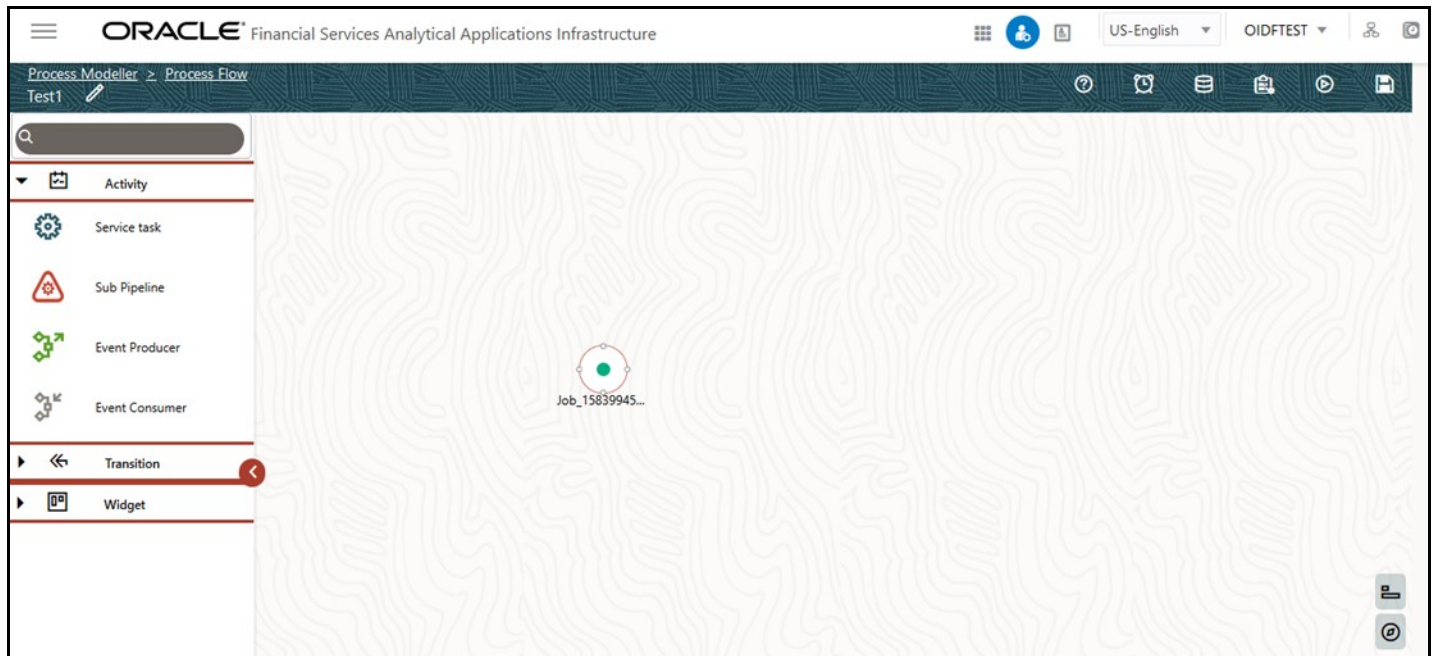 ORACLE® Financial Services Analytical Applications Infrastructure
US-English
OIDFTEST
Process Modeller > Process Flow
Test1
Activity
Service task
Sub Pipeline
Event Producer
Event Consumer
Transition
Widget
Job_15839945...